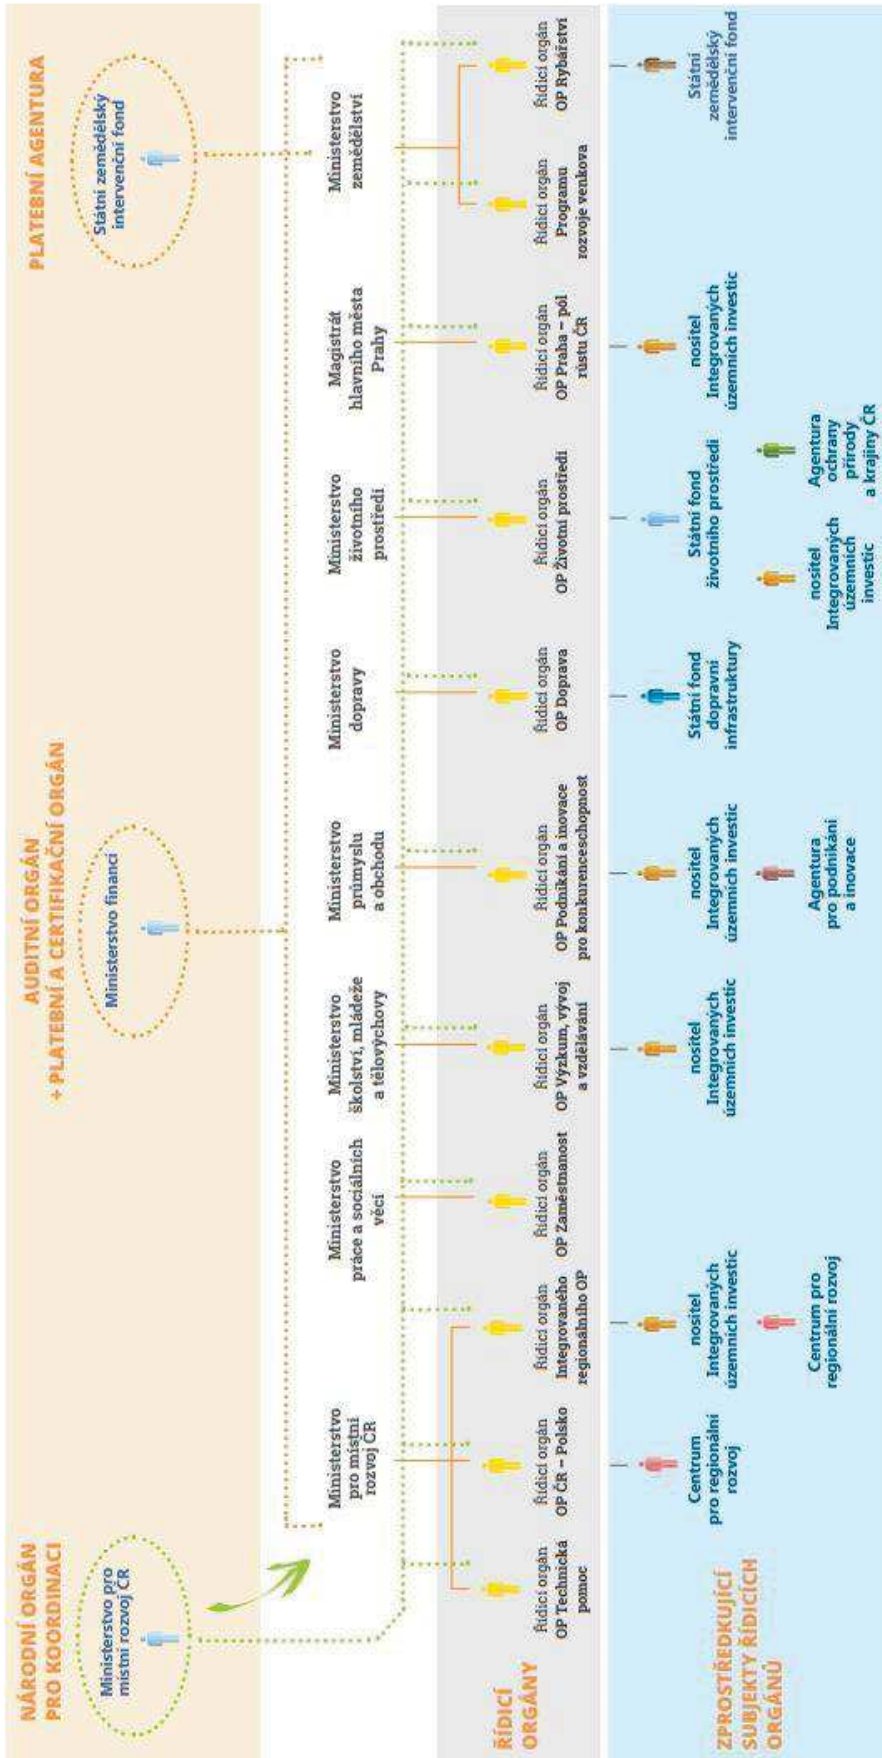 NÁRODNÍ ORGÁN
PRO KOORDINACI
Ministerstvo pro
místní rozvoj ČR
AUDITNÍ ORGÁN
+ PLATEBNÍ A CERTIFIKAČNÍ ORGÁN
Ministerstvo financí
PLATEBNÍ AGENTURA
Státní zemědělský
intervenční fond
Ministerstvo
pro místní
rozvoj ČR
Ministerstvo
práce a sociálních
věcí
Ministerstvo
školství, mládeže
a tělovýchovy
Ministerstvo
průmyslu
a obchodu
Ministerstvo
dopravy
Ministerstvo
životního
prostředí
Magistrát
hlavního města
Prahy
Ministerstvo
zemědělství
ŘÍDICÍ
ORGÁNY
Řídicí orgán
OP Technická
pomoc
Řídicí orgán
OP ČR – Polsko
Řídicí orgán
Integrovaného
regionálního OP
Řídicí orgán
OP Zaměstnanost
Řídicí orgán
OP Výzkum, vývoj
a vzdělávání
Řídicí orgán
OP Podnikání a inovace
pro konkurenceschopnost
Řídicí orgán
OP Doprava
Řídicí orgán
OP Životní prostředí
Řídicí orgán
OP Praha – pól
růstu ČR
Řídicí orgán
Programu
rozvoje venkova
Řídicí orgán
OP Rybářství
ZPROSTŘEDKUJÍCÍ
SUBJEKTY ŘÍDICÍCH
ORGÁNŮ
Centrum
pro regionální
rozvoj
nositel
Integrovaných
územních investic
Centrum pro
regionální rozvoj
nositel
Integrovaných
územních investic
nositel
Integrovaných
územních investic
Agentura
pro podnikání
a inovace
Státní fond
dopravní
infrastruktury
Státní fond
životního prostředí
nositel
Integrovaných
územních
investic
Agentura
ochrany
přírody
a krajiny ČR
nositel
Integrovaných
územních investic
Státní
zemědělský
intervenční fond